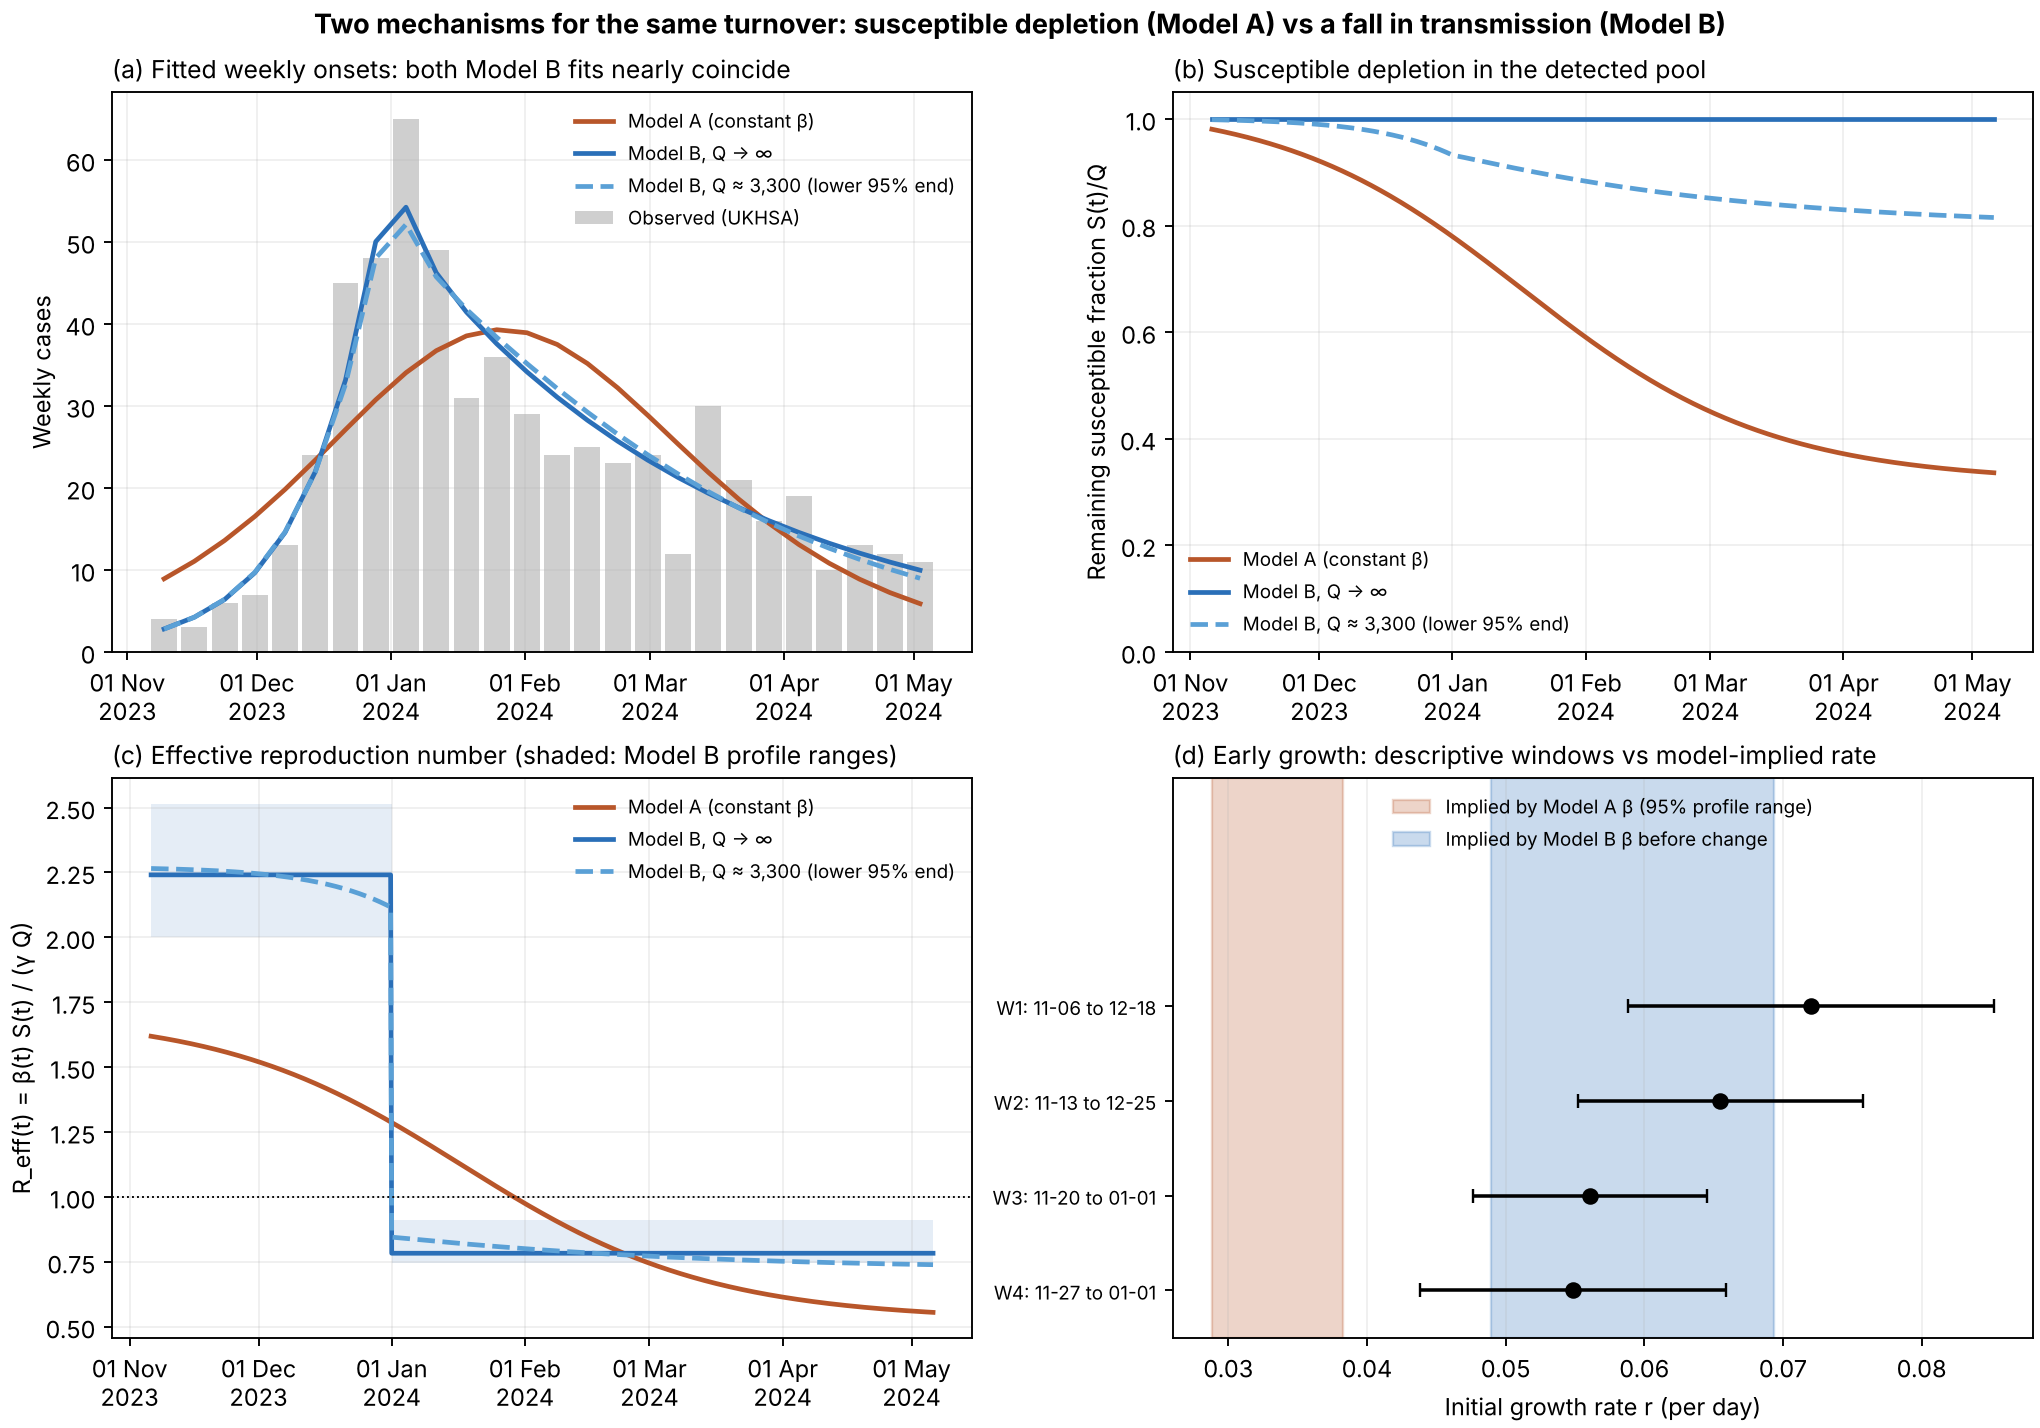 Two mechanisms for the same turnover: susceptible depletion (Model A) vs a fall in transmission (Model B)
(a) Fitted weekly onsets: both Model B fits nearly coincide
Model A (constant β)
Model B, Q → ∞
Model B, Q ≈ 3,300 (lower 95% end)
Observed (UKHSA)
Weekly cases
60
50
40
30
20
10
0
01 Nov 01 Dec 01 Jan 01 Feb 01 Mar 01 Apr 01 May
2023 2023 2024 2024 2024 2024 2024
(b) Susceptible depletion in the detected pool
Remaining susceptible fraction S(t)/Q
1.0
0.8
0.6
0.4
0.2
0.0
Model A (constant β)
Model B, Q → ∞
Model B, Q ≈ 3,300 (lower 95% end)
01 Nov 01 Dec 01 Jan 01 Feb 01 Mar 01 Apr 01 May
2023 2023 2024 2024 2024 2024 2024
(c) Effective reproduction number (shaded: Model B profile ranges)
Model A (constant β)
Model B, Q → ∞
Model B, Q ≈ 3,300 (lower 95% end)
R_eff(t) = β(t) S(t) / (γ Q)
2.50
2.25
2.00
1.75
1.50
1.25
1.00
0.75
0.50
01 Nov 01 Dec 01 Jan 01 Feb 01 Mar 01 Apr 01 May
2023 2023 2024 2024 2024 2024 2024
(d) Early growth: descriptive windows vs model-implied rate
Implied by Model A β (95% profile range)
Implied by Model B β before change
W1: 11-06 to 12-18
W2: 11-13 to 12-25
W3: 11-20 to 01-01
W4: 11-27 to 01-01
0.03 0.04 0.05 0.06 0.07 0.08
Initial growth rate r (per day)